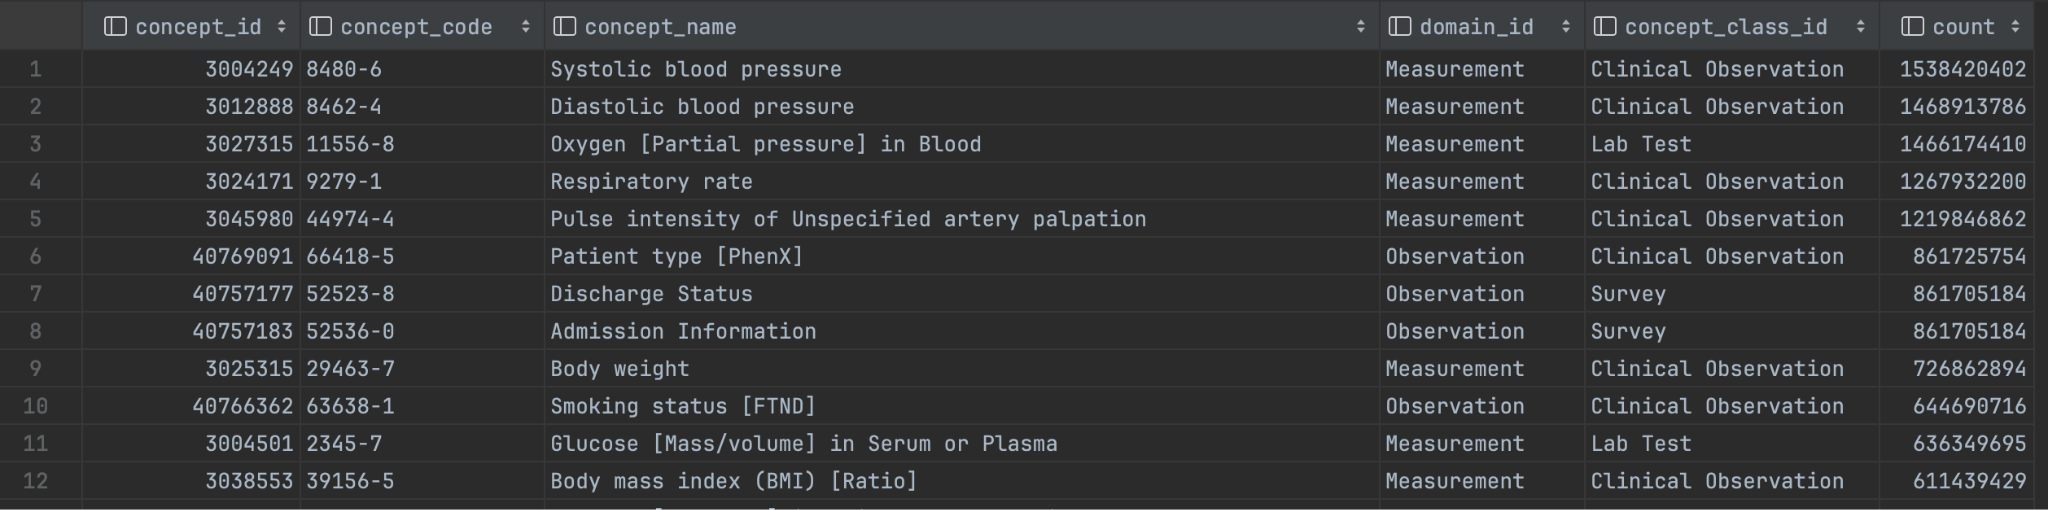 concept_id concept_code concept_name domain_id concept_class_id count
1 3004249 8480-6 Systolic blood pressure Measurement Clinical Observation 1538420402
2 3012888 8462-4 Diastolic blood pressure Measurement Clinical Observation 1468913786
3 3027315 11556-8 Oxygen [Partial pressure] in Blood Measurement Lab Test 1466174410
4 3024171 9279-1 Respiratory rate Measurement Clinical Observation 1267932200
5 3045980 44974-4 Pulse intensity of Unspecified artery palpation Measurement Clinical Observation 1219846862
6 40769091 66418-5 Patient type [PhenX] Observation Clinical Observation 861725754
7 40757177 52523-8 Discharge Status Observation Survey 861705184
8 40757183 52536-0 Admission Information Observation Survey 861705184
9 3025315 29463-7 Body weight Measurement Clinical Observation 726862894
10 40766362 63638-1 Smoking status [FTND] Observation Clinical Observation 644690716
11 3004501 2345-7 Glucose [Mass/volume] in Serum or Plasma Measurement Lab Test 636349695
12 3038553 39156-5 Body mass index (BMI) [Ratio] Measurement Clinical Observation 611439429